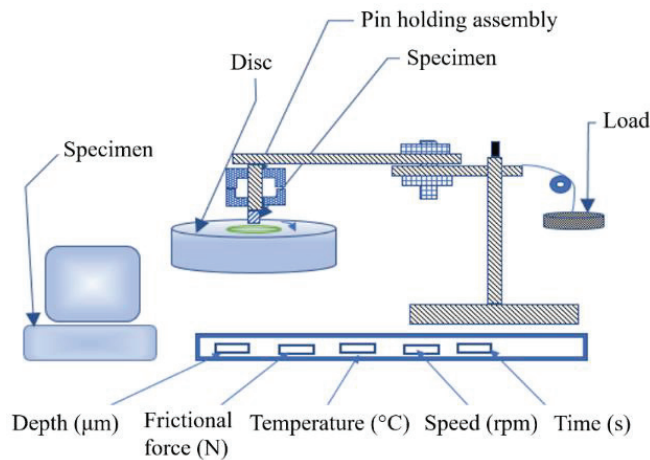 Pin holding assembly
Disc
Specimen
Load
Specimen
Depth (μm)
Frictional
force (N)
Temperature (°C)
Speed (rpm)
Time (s)